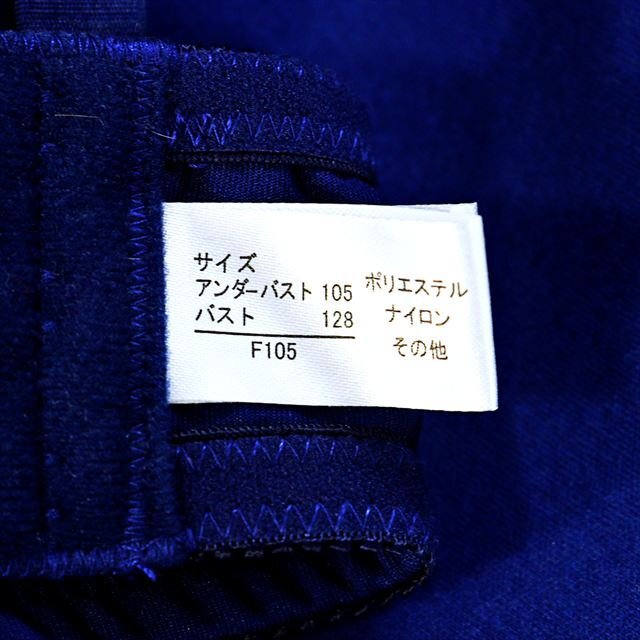 サイズ
アンダーバスト 105
バスト 128
F105
ポリエステル
ナイロン
その他